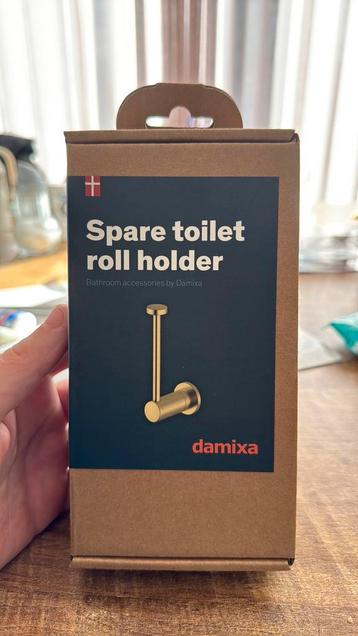 Spare toilet
roll holder
Bathroom accessories by Damixa
damixa